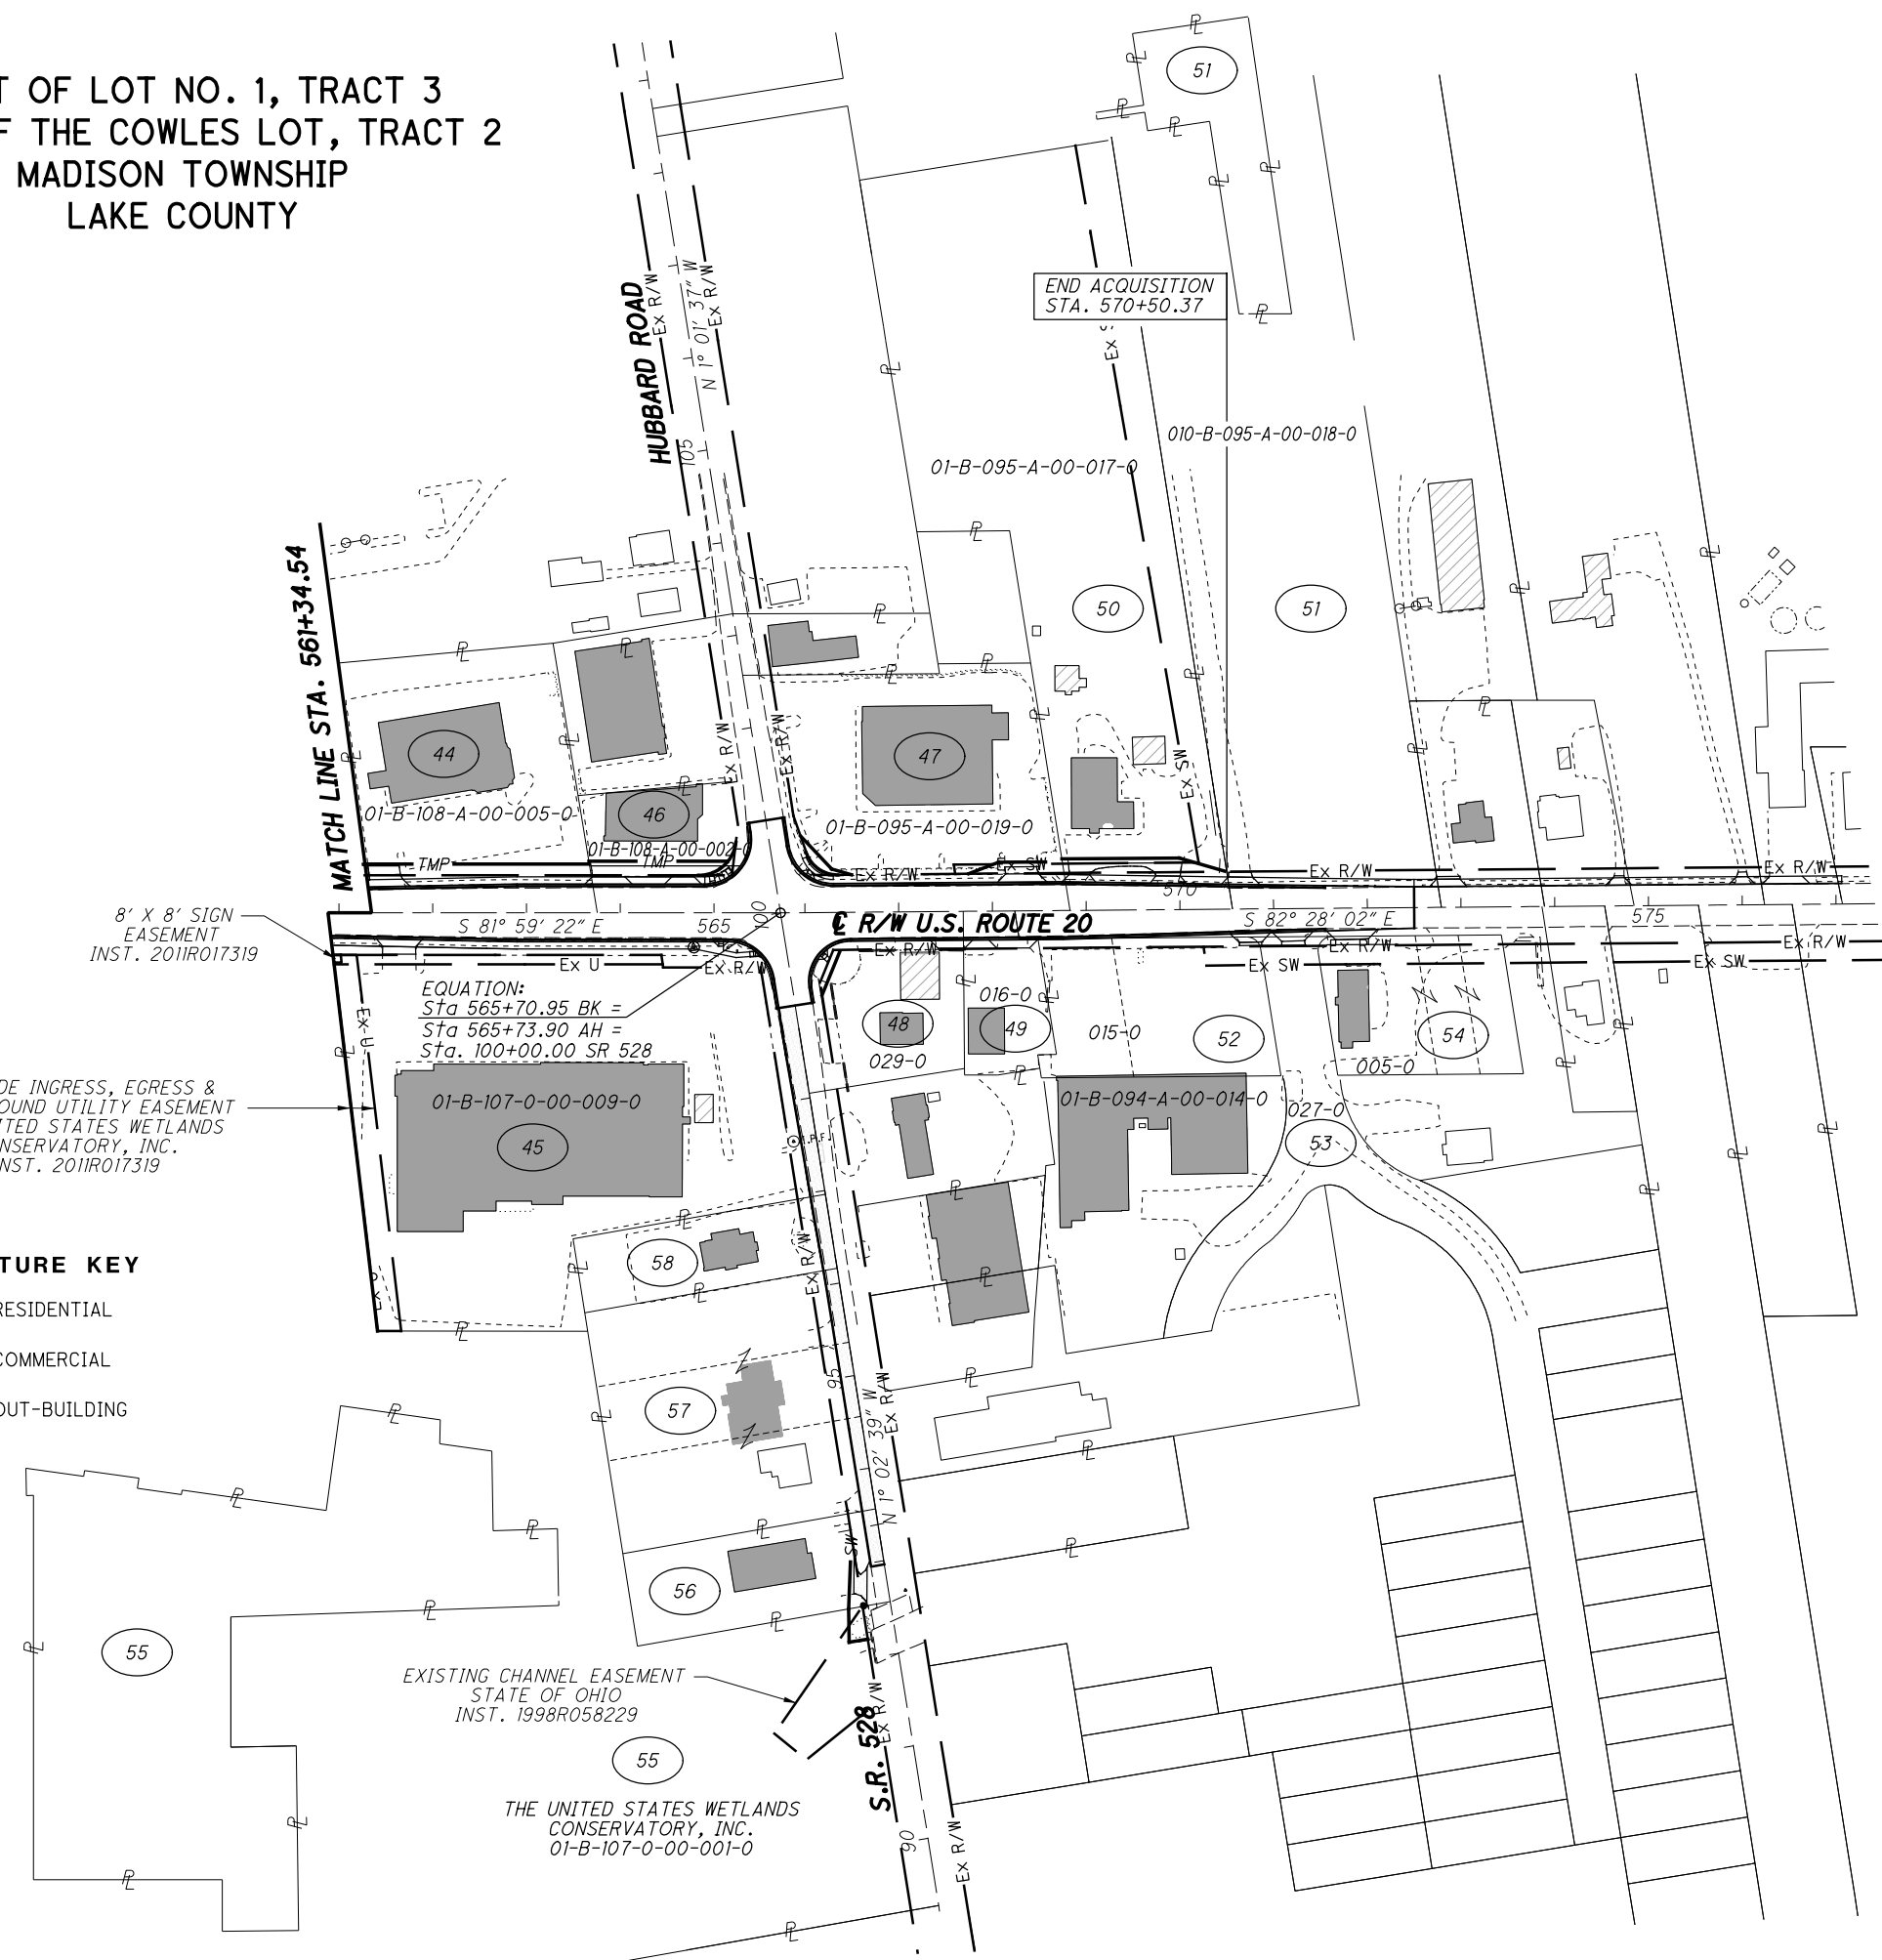 T OF LOT NO. 1, TRACT 3
F THE COWLES LOT, TRACT 2
MADISON TOWNSHIP
LAKE COUNTY
51
END ACQUISITION
STA. 570+50.37
HUBBARD ROAD
Ex R/W
N 1° 01' 37" W
Ex R/W
105
Ex S
010-B-095-A-00-018-0
01-B-095-A-00-017-0
MATCH LINE STA. 561+34.54
50
51
44
01-B-108-A-00-005-0
46
01-B-108-A-00-002-0
47
01-B-095-A-00-019-0
Ex R/W
Ex R/W
Ex SW
TMP
TMP
Ex R/W
Ex SW
570
Ex R/W
Ex R/W
8' X 8' SIGN
EASEMENT
INST. 2011R017319
S 81° 59' 22" E
565
100
℄ R/W U.S. ROUTE 20
S 82° 28' 02" E
575
Ex U
Ex R/W
Ex R/W
Ex R/W
Ex SW
Ex R/W
Ex SW
EQUATION:
Sta 565+70.95 BK =
Sta 565+73.90 AH =
Sta. 100+00.00 SR 528
Ex U
48
029-0
016-0
49
015-0
52
54
005-0
DE INGRESS, EGRESS &
OUND UTILITY EASEMENT
ITED STATES WETLANDS
NSERVATORY, INC.
NST. 2011R017319
01-B-107-0-00-009-0
45
I.P.F.
01-B-094-A-00-014-0
027-0
53
TURE KEY
RESIDENTIAL
COMMERCIAL
OUT-BUILDING
58
Ex R/W
57
95
Ex R/W
N 1° 02' 39" W
SW
56
55
EXISTING CHANNEL EASEMENT
STATE OF OHIO
INST. 1998R058229
55
THE UNITED STATES WETLANDS
CONSERVATORY, INC.
01-B-107-0-00-001-0
S.R. 528
Ex R/W
90
Ex R/W